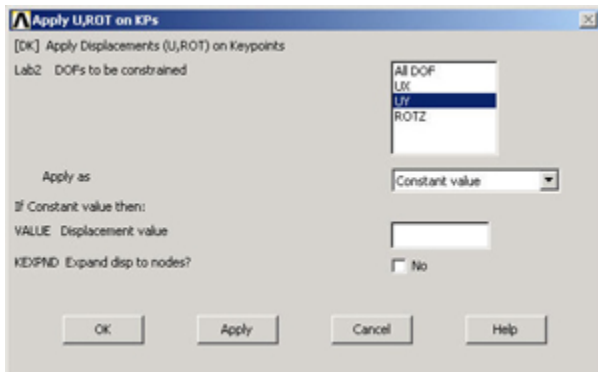 Apply U,ROT on KPs
[DK] Apply Displacements (U,ROT) on Keypoints
Lab2 DOFs to be constrained
All DOF
UX
UY
ROTZ
Apply as
Constant value
If Constant value then:
VALUE Displacement value
KEXPND Expand disp to nodes?
No
OK
Apply
Cancel
Help